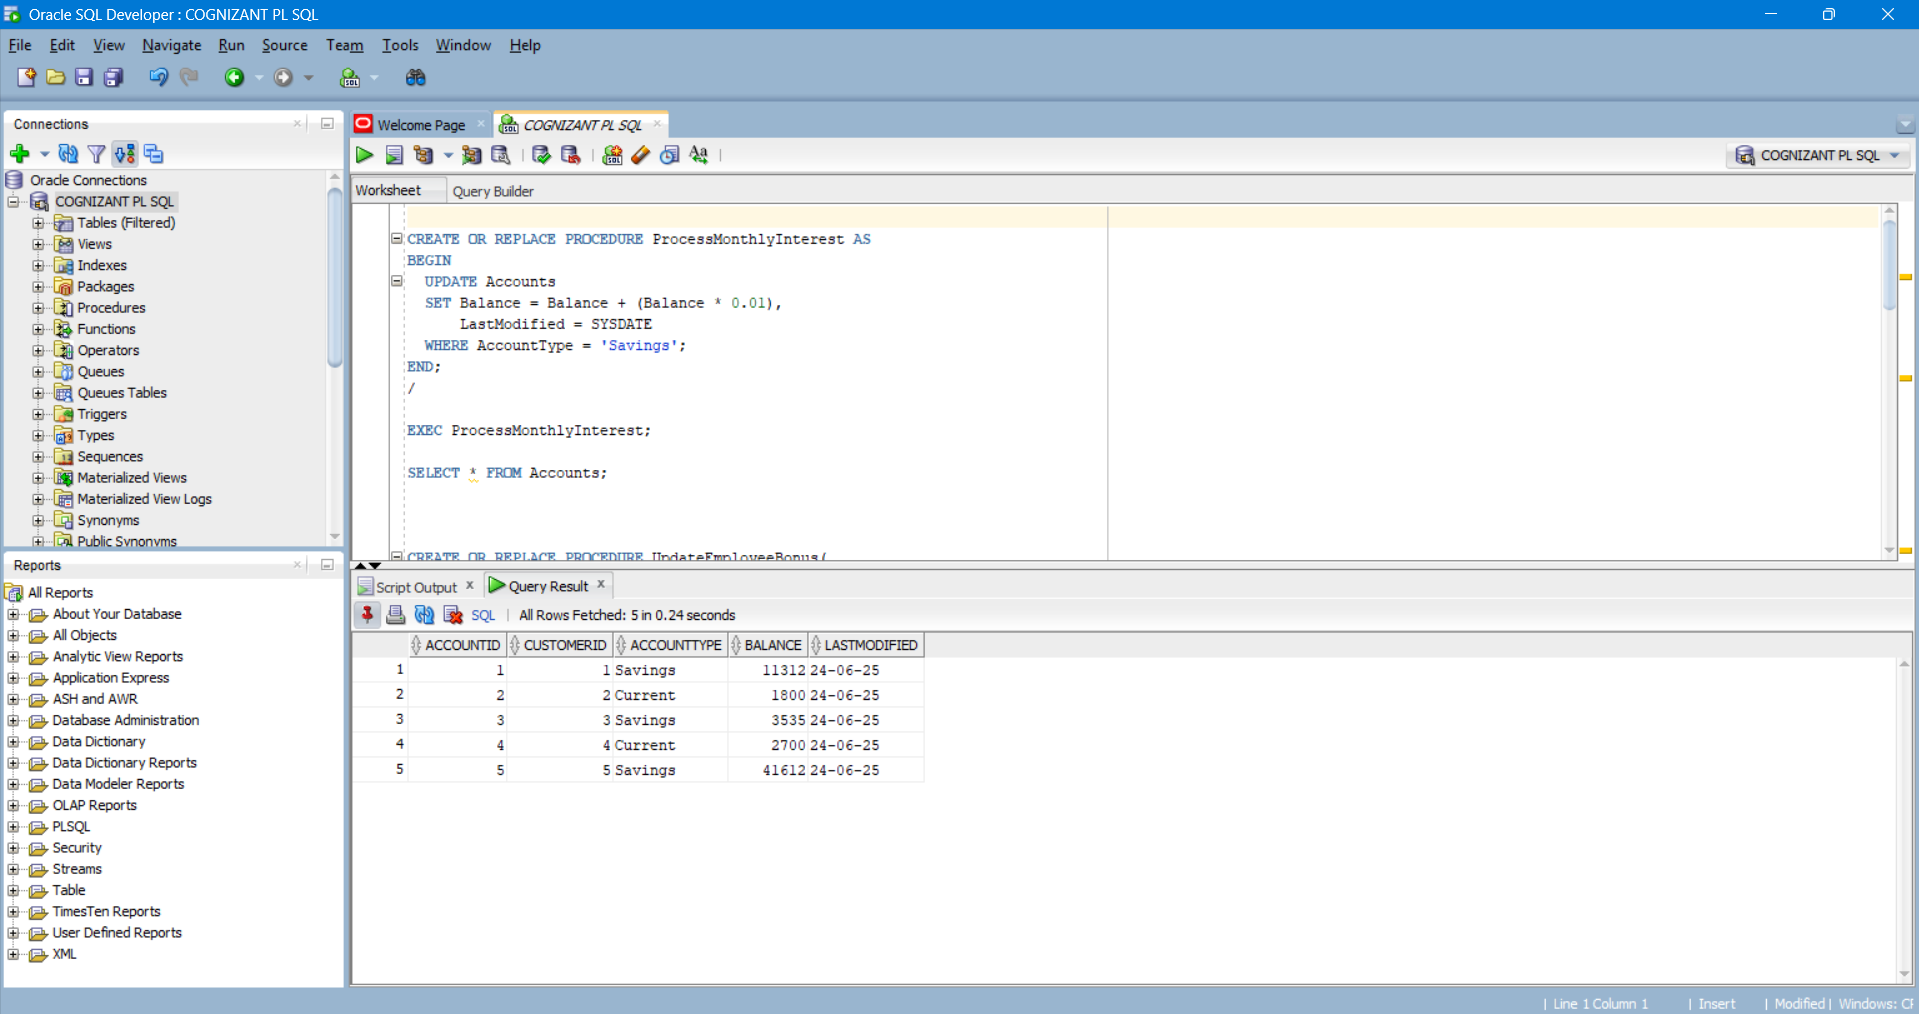 Oracle SQL Developer : COGNIZANT PL SQL
File Edit View Navigate Run Source Team Tools Window Help
Connections
Oracle Connections
COGNIZANT PL SQL
Tables (Filtered)
Views
Indexes
Packages
Procedures
Functions
Operators
Queues
Queues Tables
Triggers
Types
Sequences
Materialized Views
Materialized View Logs
Synonyms
Public Synonyms
Reports
All Reports
About Your Database
All Objects
Analytic View Reports
Application Express
ASH and AWR
Database Administration
Data Dictionary
Data Dictionary Reports
Data Modeler Reports
OLAP Reports
PLSQL
Security
Streams
Table
TimesTen Reports
User Defined Reports
XML
Welcome Page COGNIZANT PL SQL
COGNIZANT PL SQL
Worksheet Query Builder
CREATE OR REPLACE PROCEDURE ProcessMonthlyInterest AS
BEGIN
UPDATE Accounts
SET Balance = Balance + (Balance * 0.01),
LastModified = SYSDATE
WHERE AccountType = 'Savings';
END;
/
EXEC ProcessMonthlyInterest;
SELECT * FROM Accounts;
CREATE OR REPLACE PROCEDURE UpdateEmployeeBonus(
Script Output Query Result
SQL | All Rows Fetched: 5 in 0.24 seconds
ACCOUNTID CUSTOMERID ACCOUNTTYPE BALANCE LASTMODIFIED
1 1 1 Savings 11312 24-06-25
2 2 2 Current 1800 24-06-25
3 3 3 Savings 3535 24-06-25
4 4 4 Current 2700 24-06-25
5 5 5 Savings 41612 24-06-25
| Line 1 Column 1 | Insert | Modified | Windows: CF